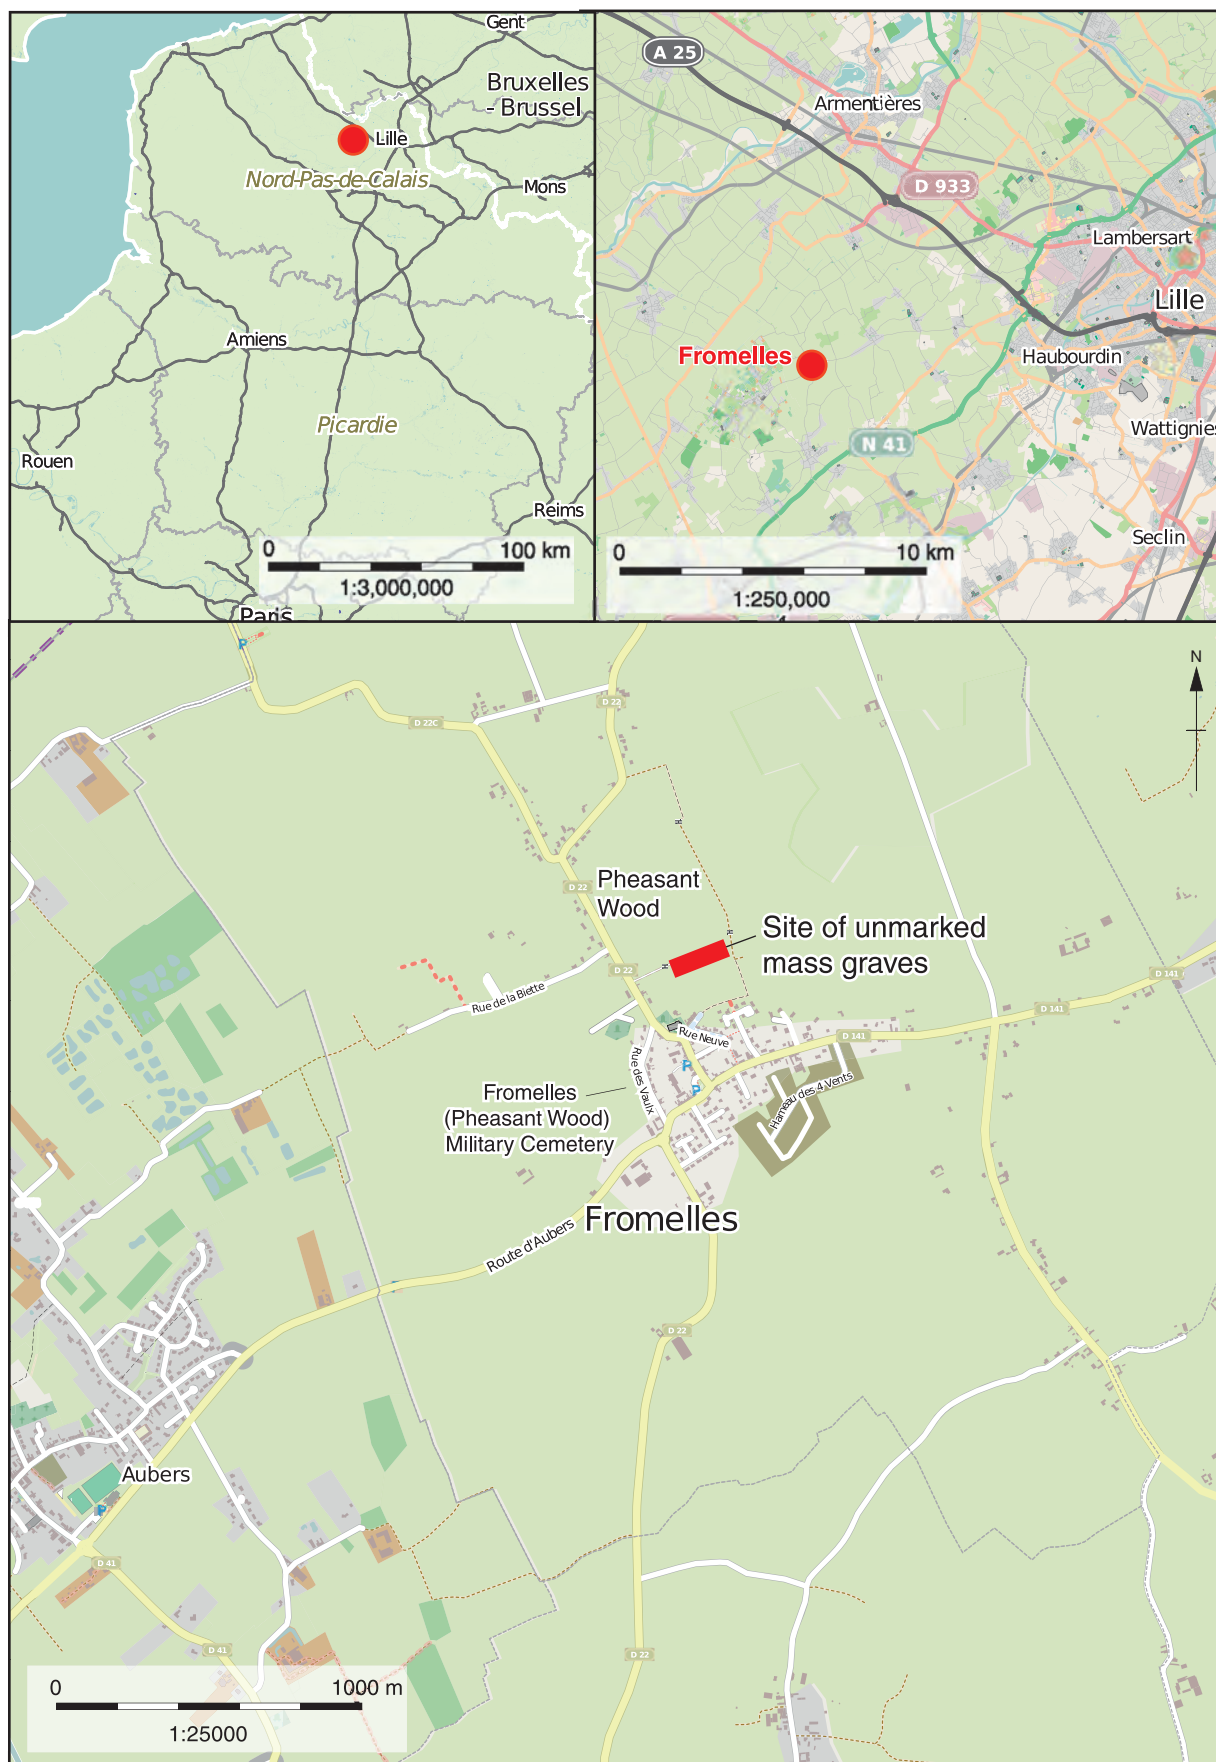 Gent
Bruxelles
- Brussel
Lille
Nord-Pas-de-Calais
Mons
Amiens
Picardie
Rouen
Reims
0 100 km
1:3,000,000
Paris
A 25
Armentières
D 933
Lambersart
Lille
Fromelles
Haubourdin
N 41
Wattignies
Seclin
0 10 km
1:250,000
N
P
D 22
D 22C
Pheasant
Wood
D 22
Site of unmarked
mass graves
D 22
D 141
Rue de la Biette
D 141
Rue Neuve
D 141
Rue des Vaulx
P
P
Hameau des 4 Vents
Fromelles
(Pheasant Wood)
Military Cemetery
Fromelles
Route d'Aubers
D 22
Aubers
P
D 41
D 41
D 22
0 1000 m
1:25000